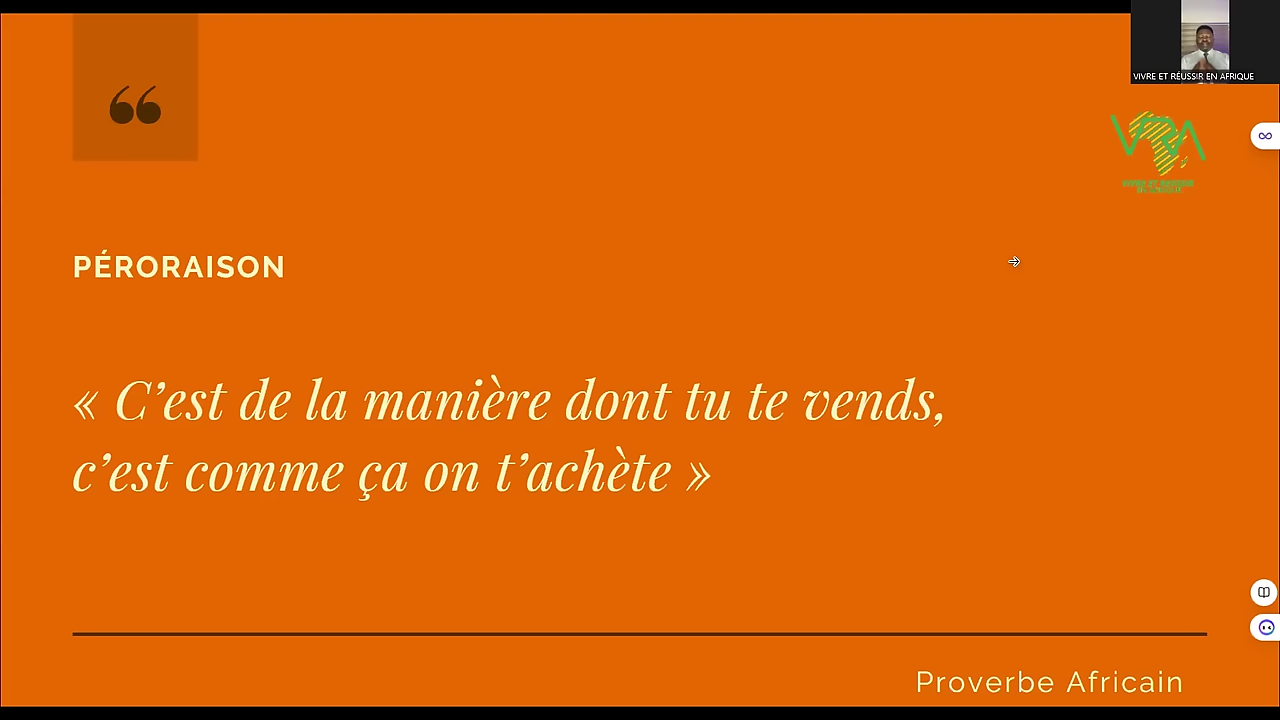 VIVRE ET RÉUSSIR EN AFRIQUE
“
VRA
PÉRORAISON
« C’est de la manière dont tu te vends,
c’est comme ça on t’achète »
Proverbe Africain